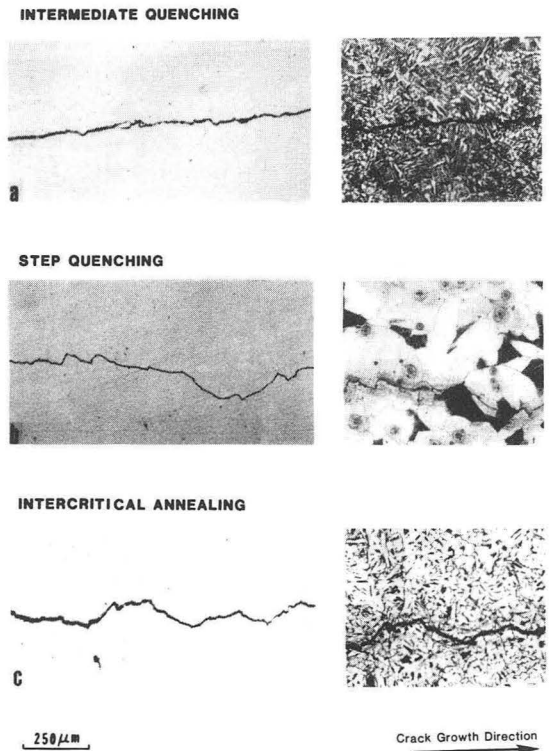 INTERMEDIATE QUENCHING
a
STEP QUENCHING
b
INTERCRITICAL ANNEALING
C
250µm
Crack Growth Direction